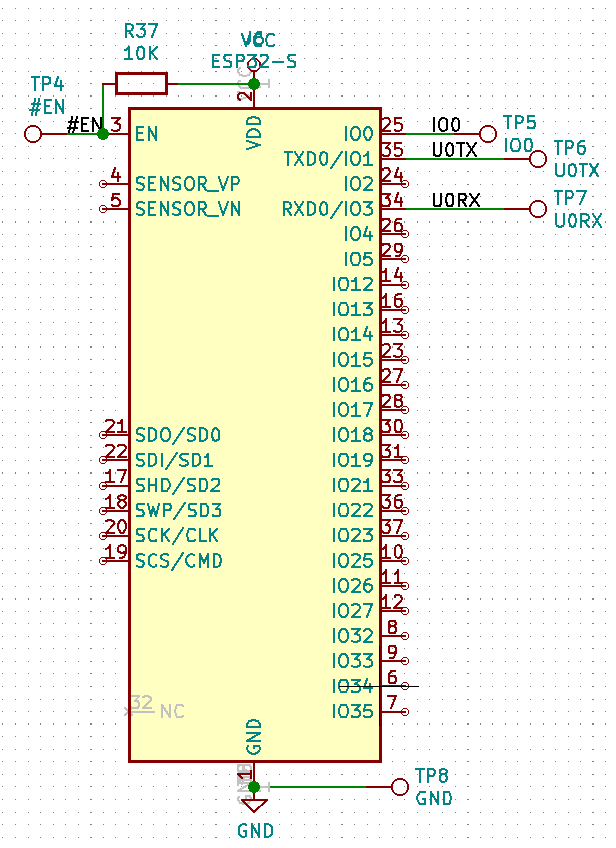 R37
10K
VCC
ESP32-S
TP4
#EN
#EN
3
EN
2
VDD
IO0
25
IO0
TP5
IO0
TXD0/IO1
35
U0TX
TP6
U0TX
4
SENSOR_VP
IO2
24
5
SENSOR_VN
RXD0/IO3
34
U0RX
TP7
U0RX
IO4
26
IO5
29
IO12
14
IO13
16
IO14
13
IO15
23
IO16
27
IO17
28
21
SDO/SD0
IO18
30
22
SDI/SD1
IO19
31
17
SHD/SD2
IO21
33
18
SWP/SD3
IO22
36
20
SCK/CLK
IO23
37
19
SCS/CMD
IO25
10
IO26
11
IO27
12
IO32
8
IO33
9
IO34
6
32
NC
IO35
7
GND
1
TP8
GND
GND